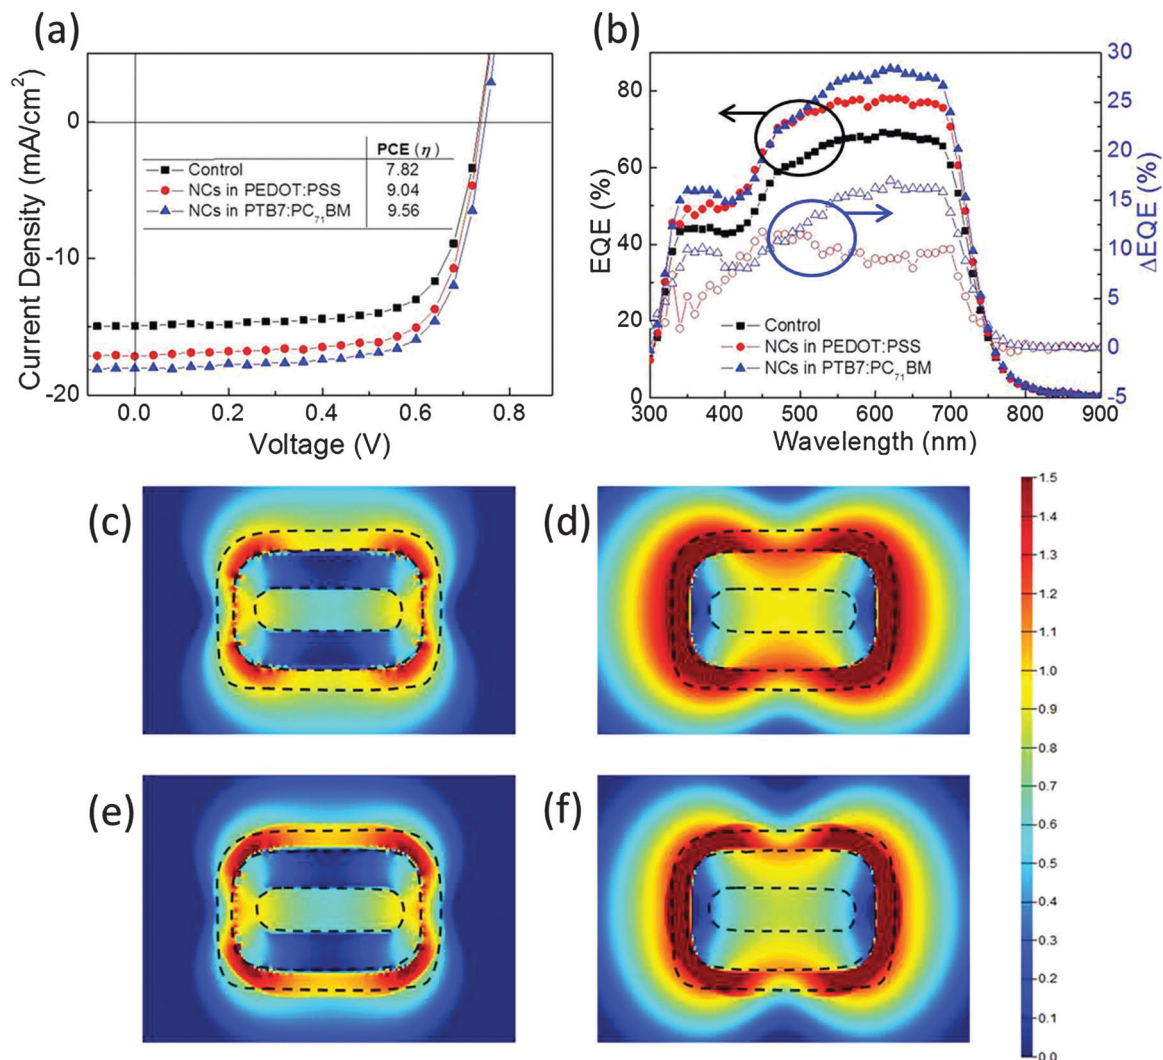 (a)
Current Density (mA/cm²)
0
-10
-20
0.0 0.2 0.4 0.6 0.8
Voltage (V)
PCE (η)
Control 7.82
NCs in PEDOT:PSS 9.04
NCs in PTB7:PC₇₁BM 9.56
(b)
EQE (%)
80
60
40
20
0
300 400 500 600 700 800 900
Wavelength (nm)
30
25
20
15
10
5
0
-5
ΔEQE (%)
Control
NCs in PEDOT:PSS
NCs in PTB7:PC₇₁BM
(c)
(d)
(e)
(f)
1.5
1.4
1.3
1.2
1.1
1.0
0.9
0.8
0.7
0.6
0.5
0.4
0.3
0.2
0.1
0.0